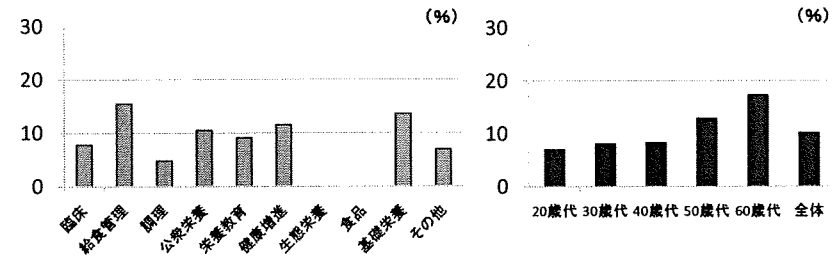 (%)
30
20
10
0
臨床
給食管理
調理
公衆栄養
栄養教育
健康増進
生態栄養
食品
基礎栄養
その他
(%)
30
20
10
0
20歳代 30歳代 40歳代 50歳代 60歳代 全体